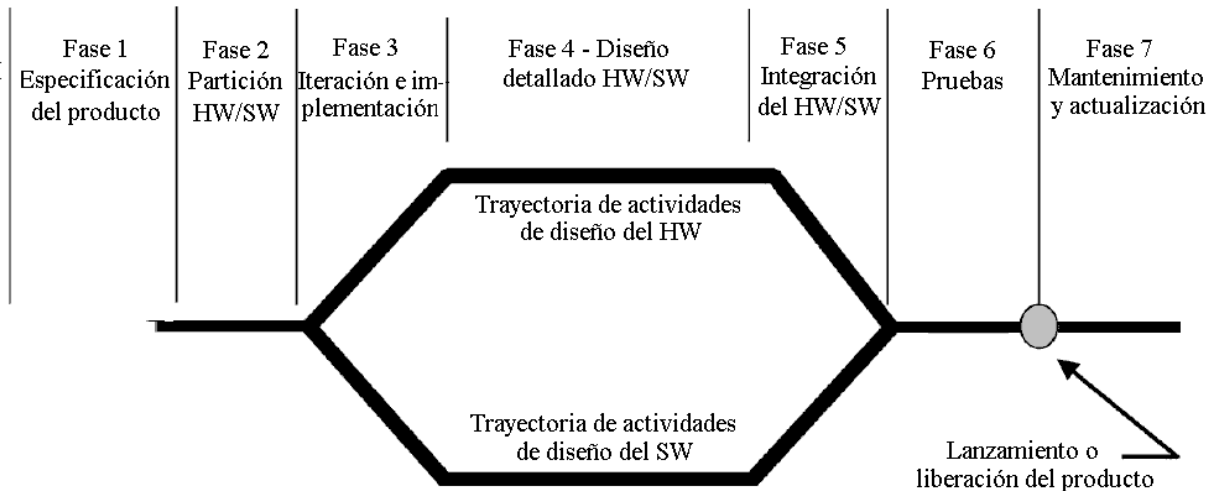 Fase 1
Especificación
del producto
Fase 2
Partición
HW/SW
Fase 3
Iteración e im-
plementación
Fase 4 - Diseño
detallado HW/SW
Fase 5
Integración
del HW/SW
Fase 6
Pruebas
Fase 7
Mantenimiento
y actualización
Trayectoria de actividades
de diseño del HW
Trayectoria de actividades
de diseño del SW
Lanzamiento o
liberación del producto